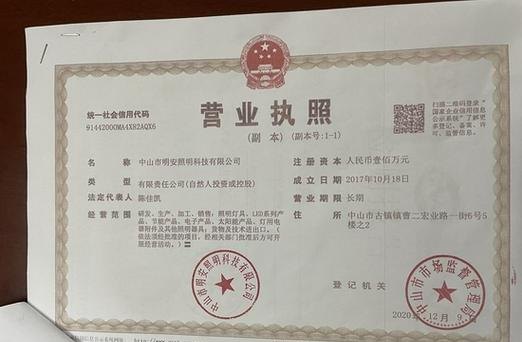 统一社会信用代码
91442000MA4X82AQX6
营业执照
(副 本) (副本号:1-1)
扫描二维码登录‘
国家企业信用信息
公示系统’了解更
多登记、备案、许
可、监管信息。
名 称 中山市明安照明科技有限公司
类 型 有限责任公司(自然人投资或控股)
法定代表人 陈佳凯
经营范围 研发、生产、加工、销售：照明灯具、LED系列产
品、节能产品、电子产品、太阳能产品、灯用电
器附件及其他照明器具；货物及技术进出口。(
依法须经批准的项目，经相关部门批准后方可开
展经营活动。)
注册资本 人民币壹佰万元
成立日期 2017年10月18日
营业期限 长期
住 所 中山市古镇镇曹二宏业路一街6号5
楼之2
登记机关
中山市明安照明科技有限公司
中山市市场监督管理局
2020年12月9